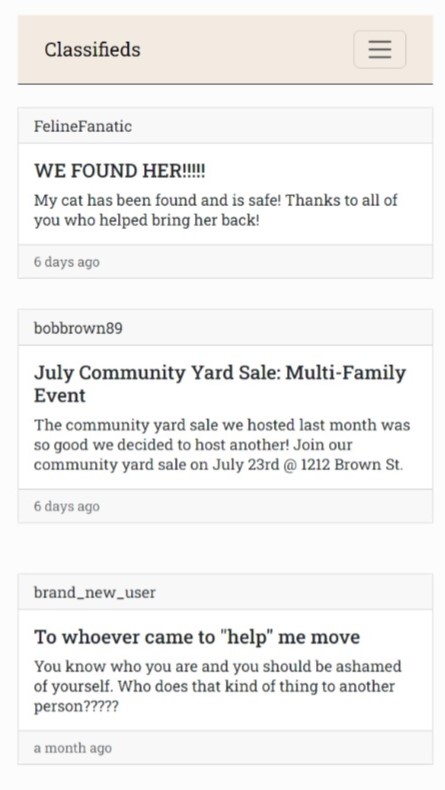 Classifieds
FelineFanatic
WE FOUND HER!!!!!
My cat has been found and is safe! Thanks to all of
you who helped bring her back!
6 days ago
bobbrown89
July Community Yard Sale: Multi-Family
Event
The community yard sale we hosted last month was
so good we decided to host another! Join our
community yard sale on July 23rd @ 1212 Brown St.
6 days ago
brand_new_user
To whoever came to "help" me move
You know who you are and you should be ashamed
of yourself. Who does that kind of thing to another
person?????
a month ago